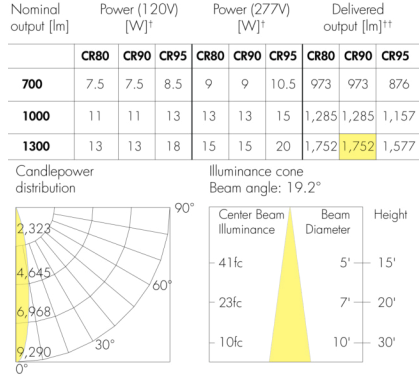 Nominal output [lm] Power (120V) [W]† Power (277V) [W]† Delivered output [lm]††
CR80 CR90 CR95 CR80 CR90 CR95 CR80 CR90 CR95
700 7.5 7.5 8.5 9 9 10.5 973 973 876
1000 11 11 13 13 13 15 1,285 1,285 1,157
1300 13 13 18 15 15 20 1,752 1,752 1,577
Candlepower
distribution
90°
2,323
4,645
60°
6,968
30°
9,290
0°
Illuminance cone
Beam angle: 19.2°
Center Beam Illuminance Beam Diameter Height
41fc 5' 15'
23fc 7' 20'
10fc 10' 30'